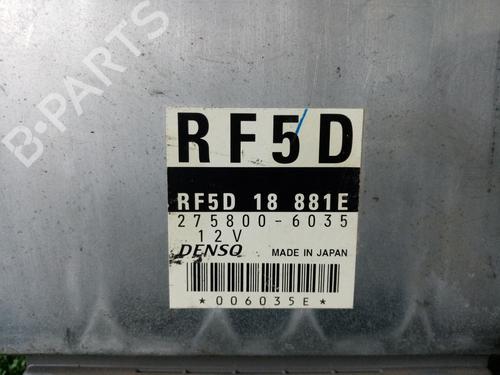 RF5D
RF5D 18 881E
275800-6035
12V
DENSO MADE IN JAPAN
*006035E*
B-PARTS